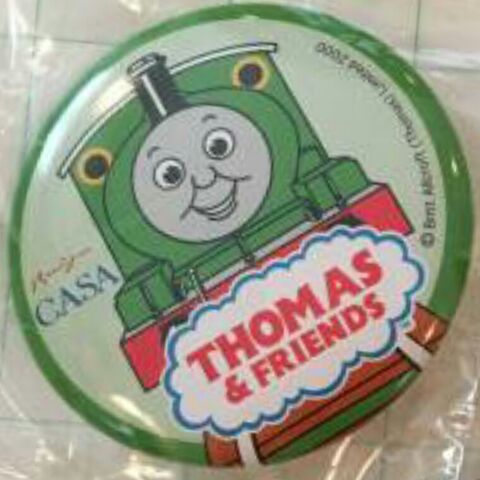 CASA
THOMAS
& FRIENDS
© Britt Allcroft (Thomas) Limited 2000